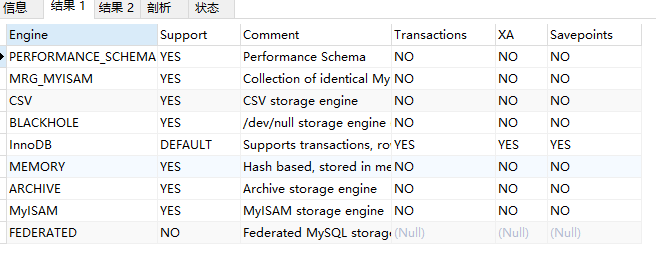 信息 结果 1 结果 2 剖析 状态
Engine Support Comment Transactions XA Savepoints
PERFORMANCE_SCHEMA YES Performance Schema NO NO NO
MRG_MYISAM YES Collection of identical My NO NO NO
CSV YES CSV storage engine NO NO NO
BLACKHOLE YES /dev/null storage engine NO NO NO
InnoDB DEFAULT Supports transactions, ro YES YES YES
MEMORY YES Hash based, stored in me NO NO NO
ARCHIVE YES Archive storage engine NO NO NO
MyISAM YES MyISAM storage engine NO NO NO
FEDERATED NO Federated MySQL storag (Null) (Null) (Null)